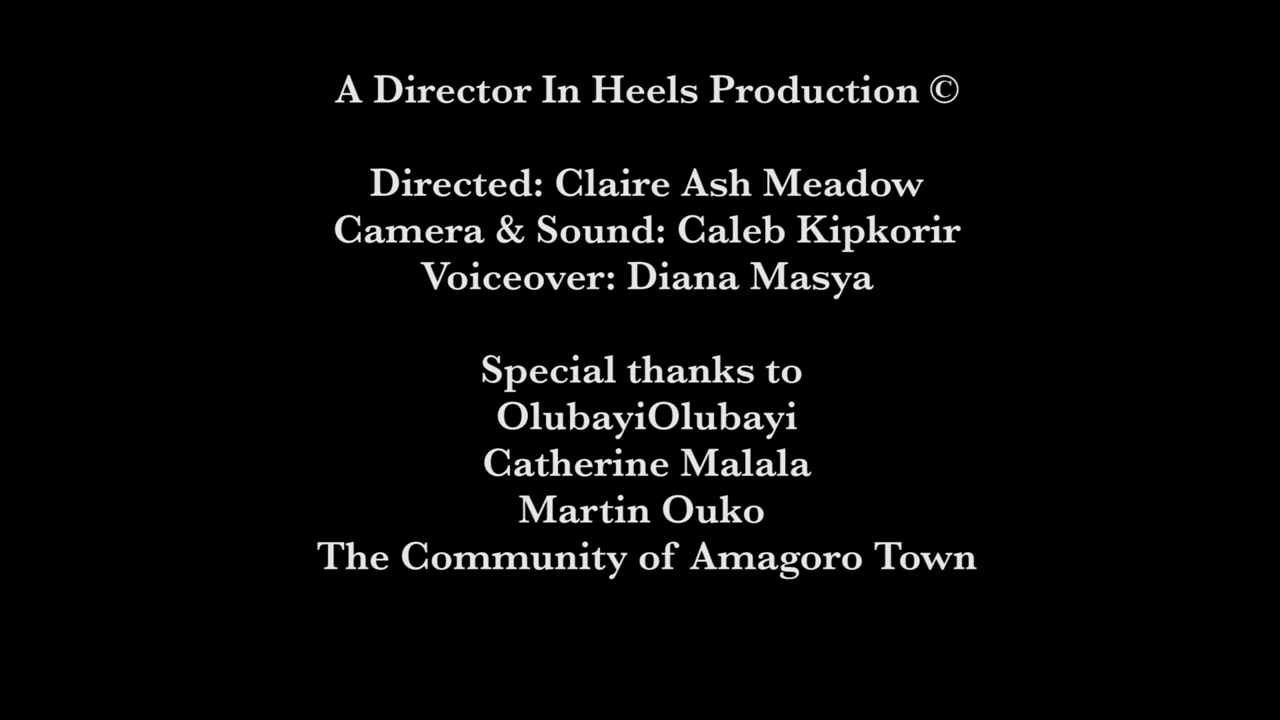 A Director In Heels Production ©
Directed: Claire Ash Meadow
Camera & Sound: Caleb Kipkorir
Voiceover: Diana Masya
Special thanks to
OlubayiOlubayi
Catherine Malala
Martin Ouko
The Community of Amagoro Town